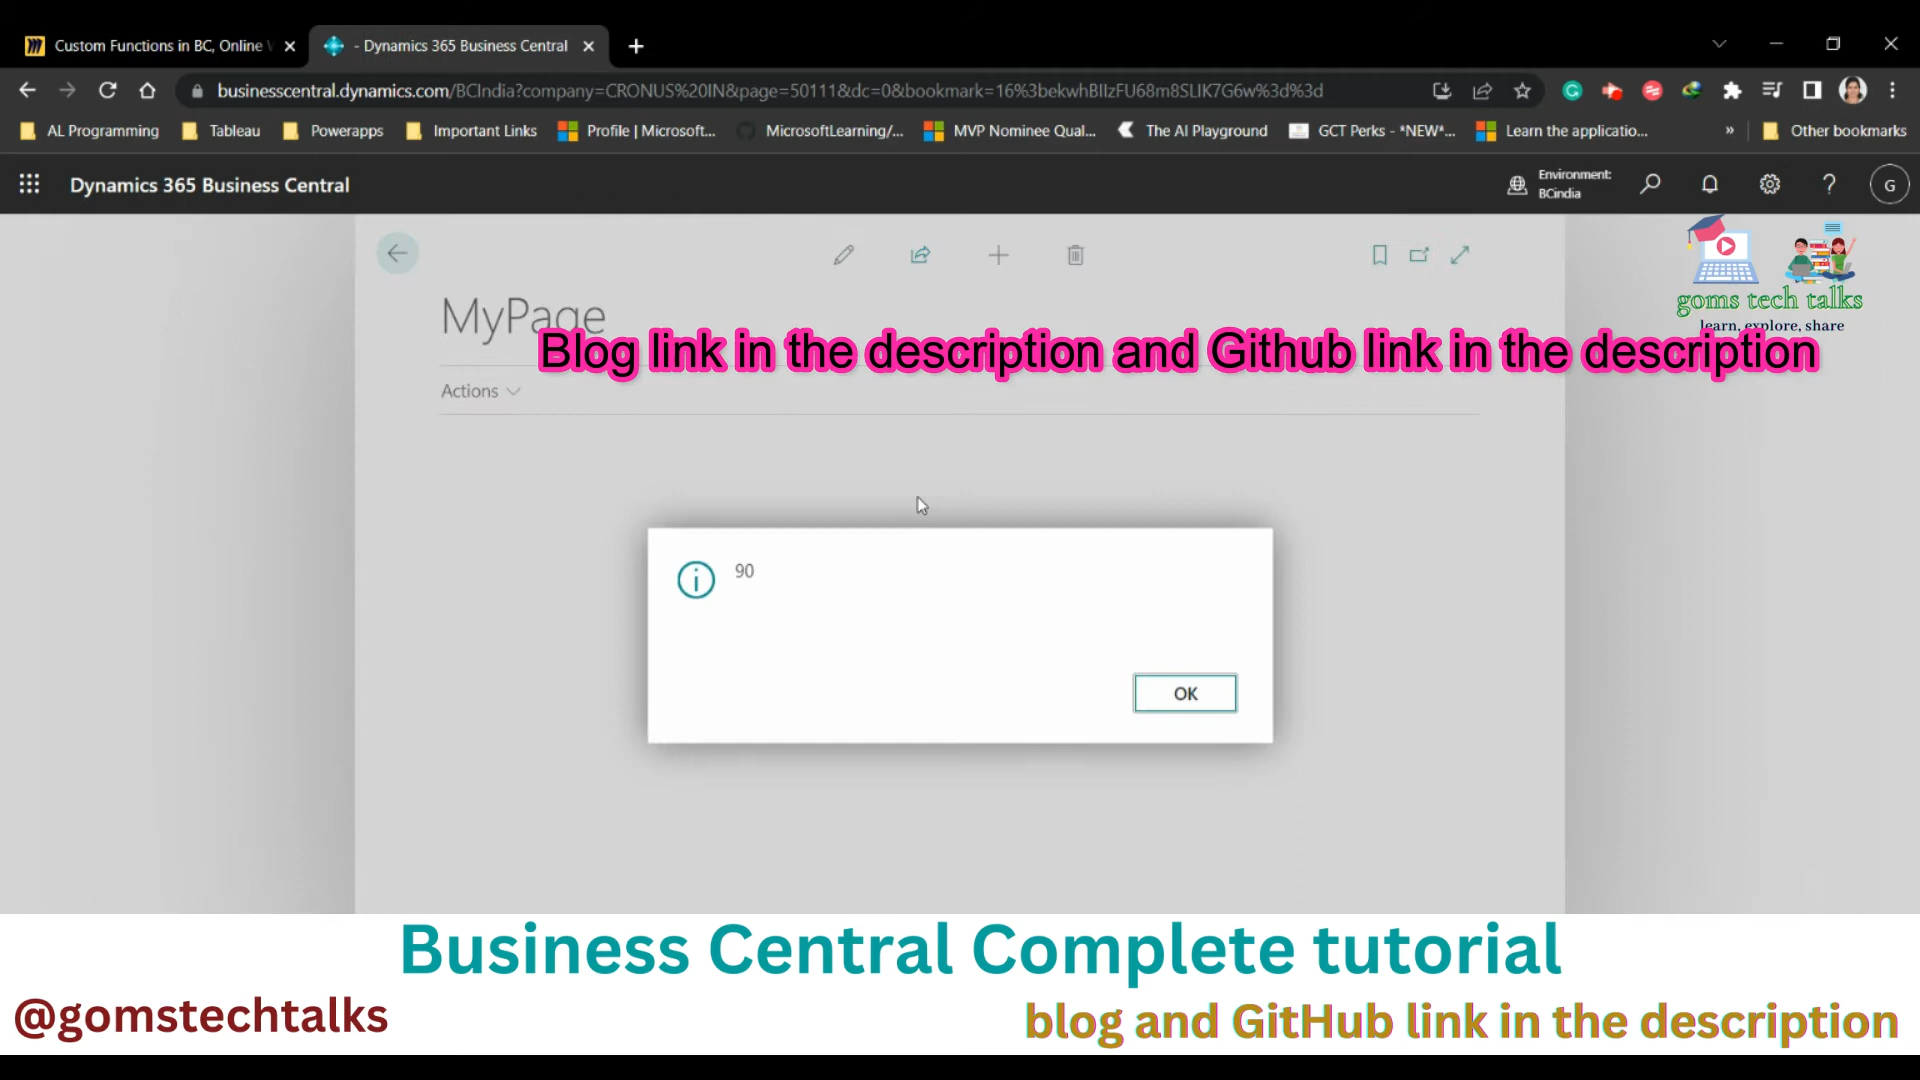 Custom Functions in BC, Online
- Dynamics 365 Business Central
businesscentral.dynamics.com/BCIndia?company=CRONUS%20IN&page=50111&dc=0&bookmark=16%3bekwhBIIzFU68m8SLIK7G6w%3d%3d
AL Programming
Tableau
Powerapps
Important Links
Profile | Microsoft...
MicrosoftLearning/...
MVP Nominee Qual...
The AI Playground
GCT Perks - *NEW*...
Learn the applicatio...
»
Other bookmarks
Dynamics 365 Business Central
Environment:
BCindia
G
goms tech talks
learn, explore, share
MyPage
Blog link in the description and Github link in the description
Actions
90
OK
Business Central Complete tutorial
@gomstechtalks
blog and GitHub link in the description